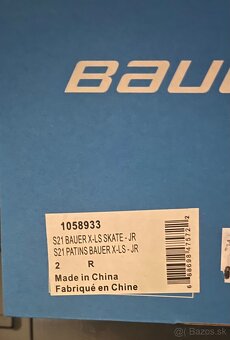 BAU
1058933
S21 BAUER X-LS SKATE - JR
S21 PATINS BAUER X-LS - JR
2 R
Made in China
Fabriqué en Chine
Bazos.sk